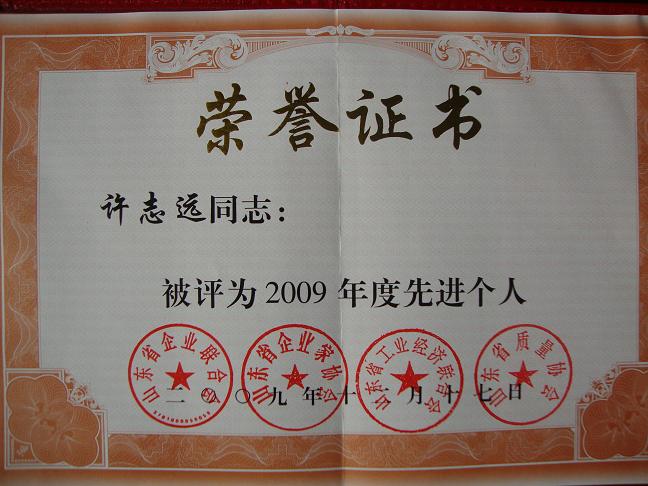 荣誉证书
许志远同志：
被评为2009年度先进个人
山东省企业联合会
山东省企业家协会
山东省工业经济联合会
山东省质量协会
二〇〇九年十 月十七日